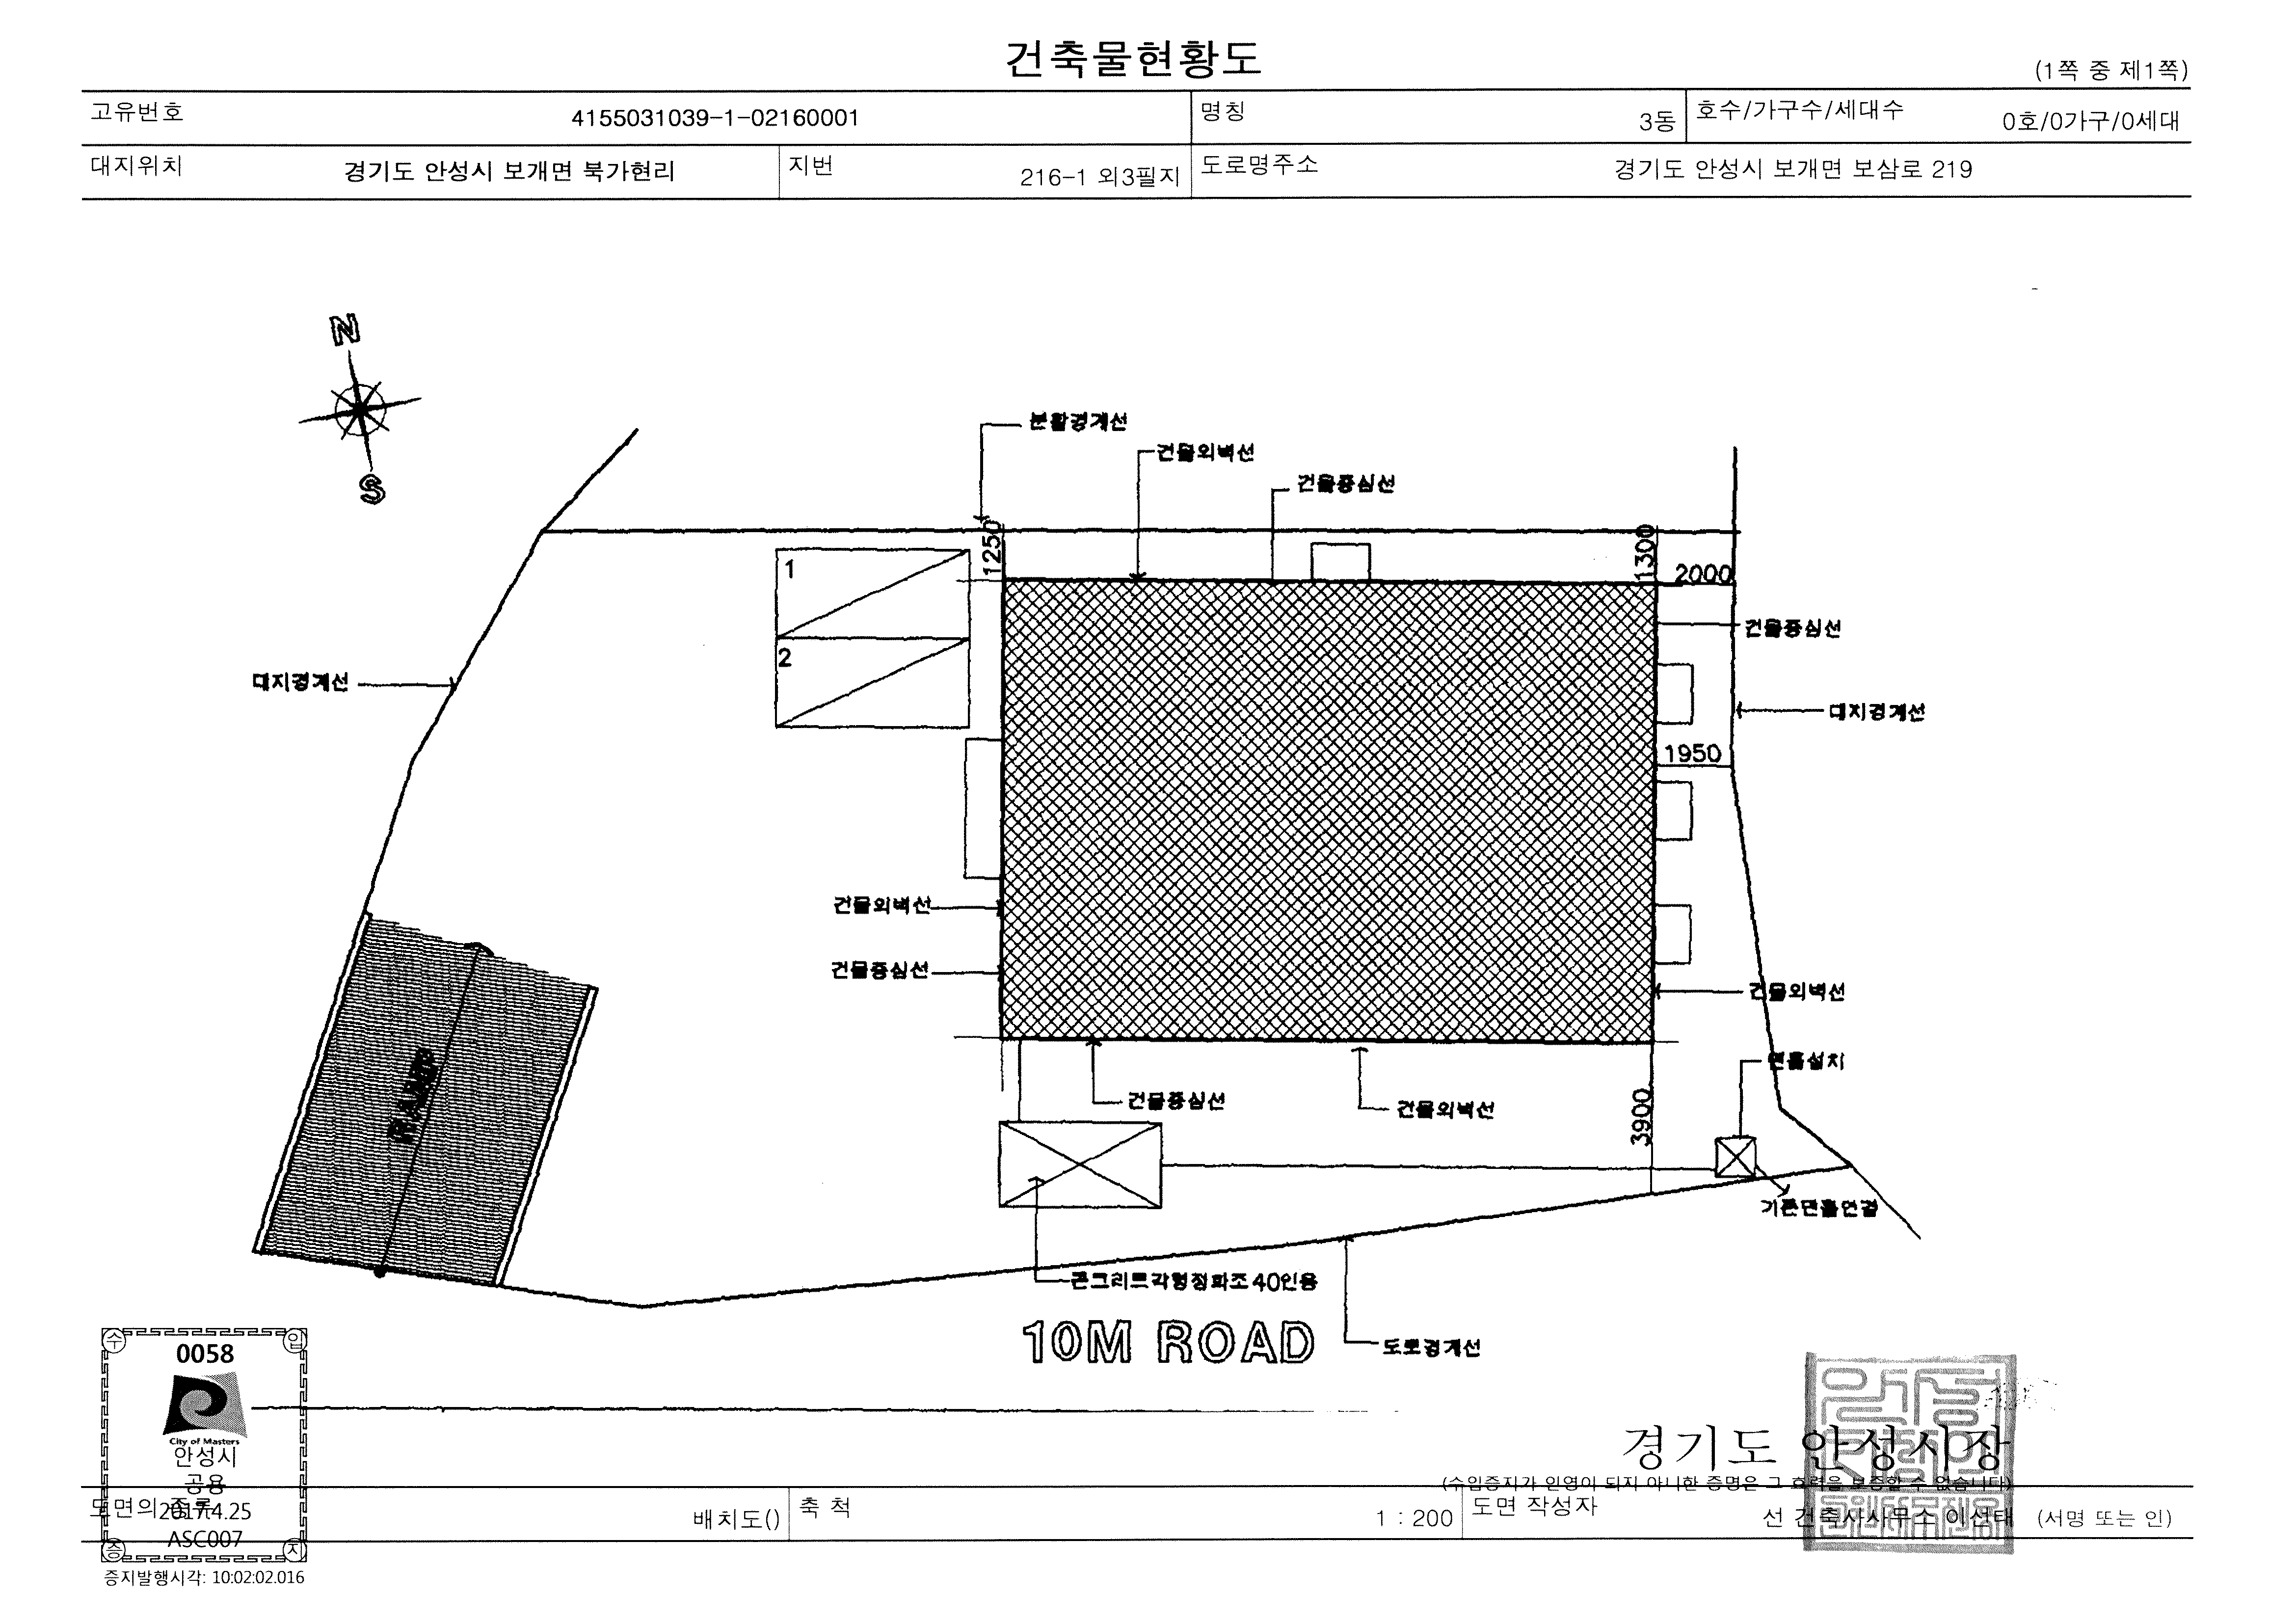 건축물현황도
(1쪽 중 제1쪽)
고유번호 4155031039-1-02160001 명칭 3동 호수/가구수/세대수 0호/0가구/0세대
대지위치 경기도 안성시 보개면 북가현리 지번 216-1 외3필지 도로명주소 경기도 안성시 보개면 보삼로 219
N
S
분할경계선
건물외벽선
건물중심선
1250
1300
2000
1
2
건물중심선
대지경계선
대지경계선
1950
건물외벽선
건물중심선
건물외벽선
RAMP
맨홀설치
건물중심선
건물외벽선
3900
기존맨홀연결
콘크리트각형정화조 40인용
10M ROAD
도로경계선
수 입
0058
City of Masters
안성시
공용
2017.4.25
ASC007
증 지
증지발행시각: 10:02:02.016
경기도 안성시장
(수입증지가 인영이 되지 아니한 증명은 그 효력을 보증할 수 없습니다)
도면의 종류 배치도() 축 척 1 : 200 도면 작성자 선 건축사사무소 이선태 (서명 또는 인)